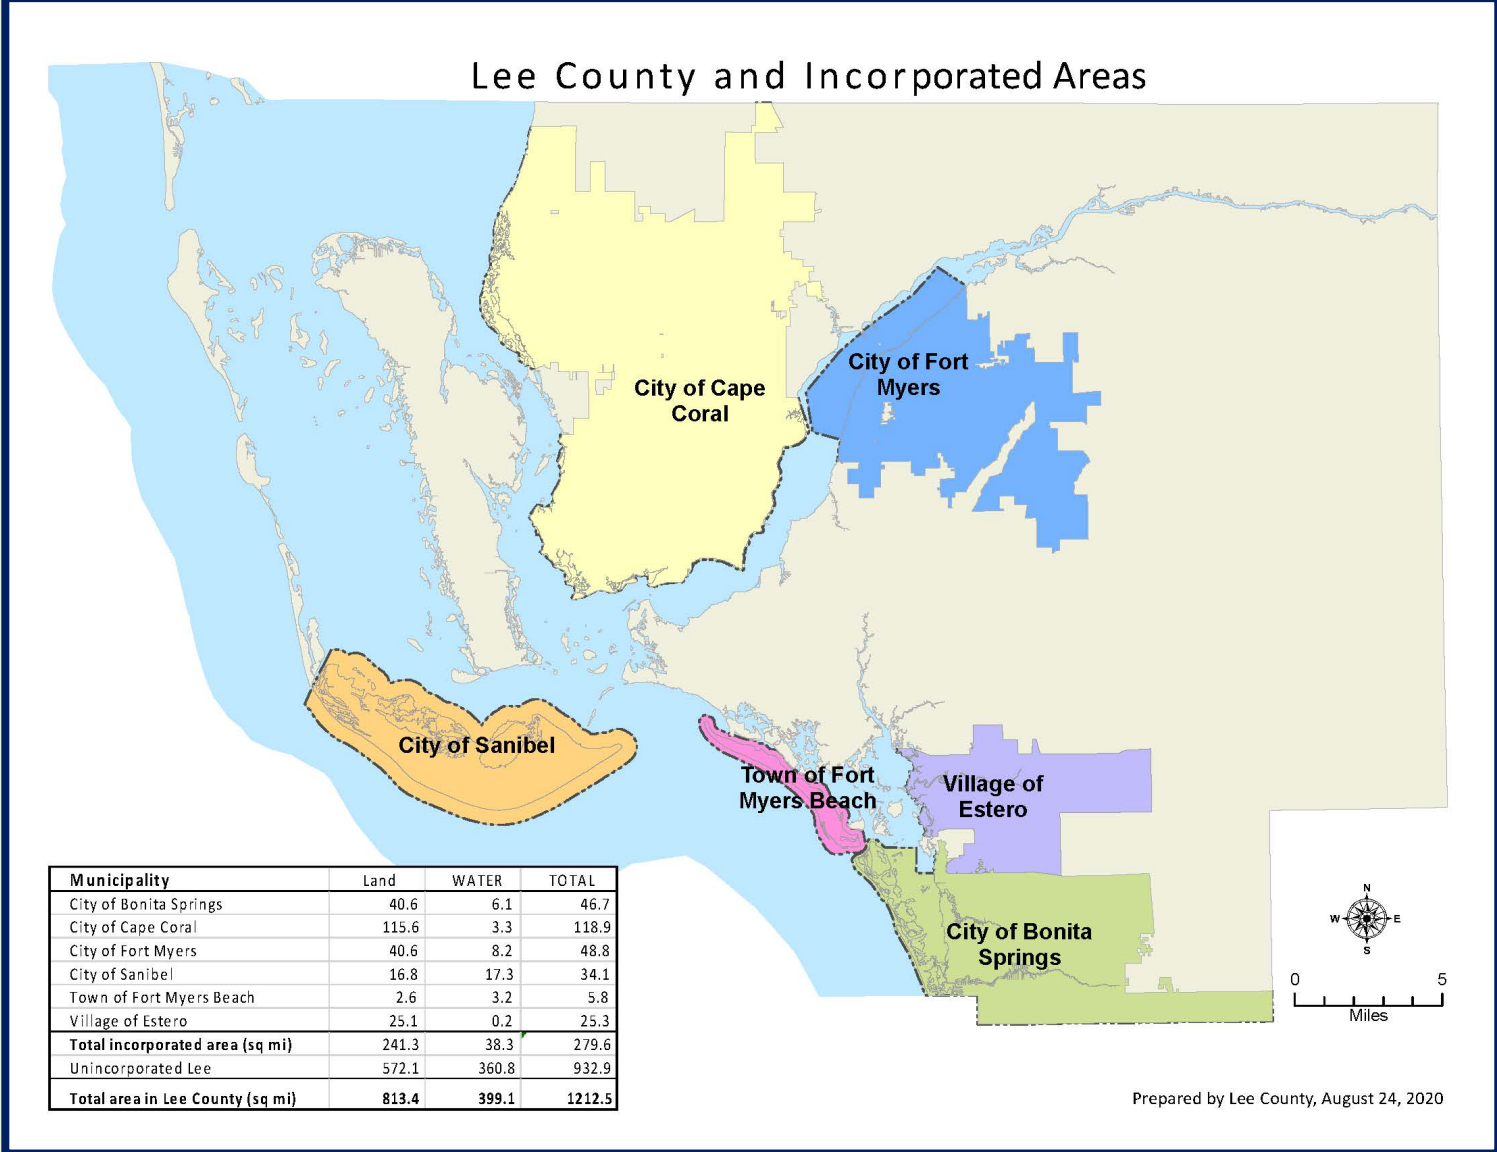 Lee County and Incorporated Areas
City of Cape
Coral
City of Fort
Myers
City of Sanibel
Town of Fort
Myers Beach
Village of
Estero
City of Bonita
Springs
Municipality Land WATER TOTAL
City of Bonita Springs 40.6 6.1 46.7
City of Cape Coral 115.6 3.3 118.9
City of Fort Myers 40.6 8.2 48.8
City of Sanibel 16.8 17.3 34.1
Town of Fort Myers Beach 2.6 3.2 5.8
Village of Estero 25.1 0.2 25.3
Total incorporated area (sq mi) 241.3 38.3 279.6
Unincorporated Lee 572.1 360.8 932.9
Total area in Lee County (sq mi) 813.4 399.1 1212.5
N
W E
S
0 5
Miles
Prepared by Lee County, August 24, 2020